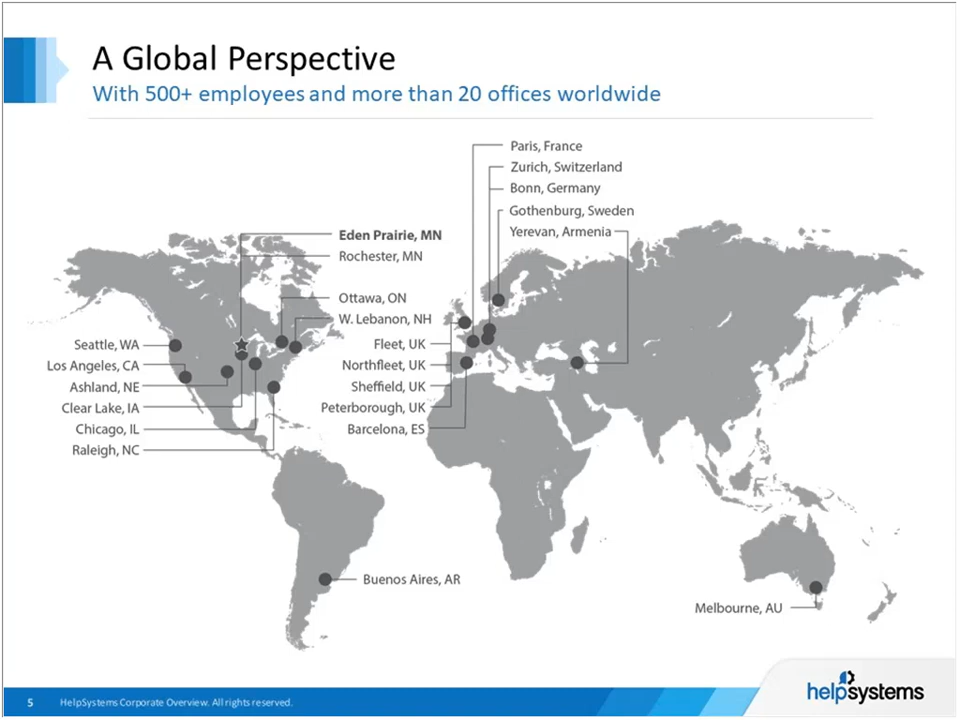 A Global Perspective
With 500+ employees and more than 20 offices worldwide
Paris, France
Zurich, Switzerland
Bonn, Germany
Gothenburg, Sweden
Yerevan, Armenia
Eden Prairie, MN
Rochester, MN
Ottawa, ON
W. Lebanon, NH
Seattle, WA
Los Angeles, CA
Ashland, NE
Clear Lake, IA
Chicago, IL
Raleigh, NC
Fleet, UK
Northfleet, UK
Sheffield, UK
Peterborough, UK
Barcelona, ES
Buenos Aires, AR
Melbourne, AU
5 HelpSystems Corporate Overview. All rights reserved.
helpsystems